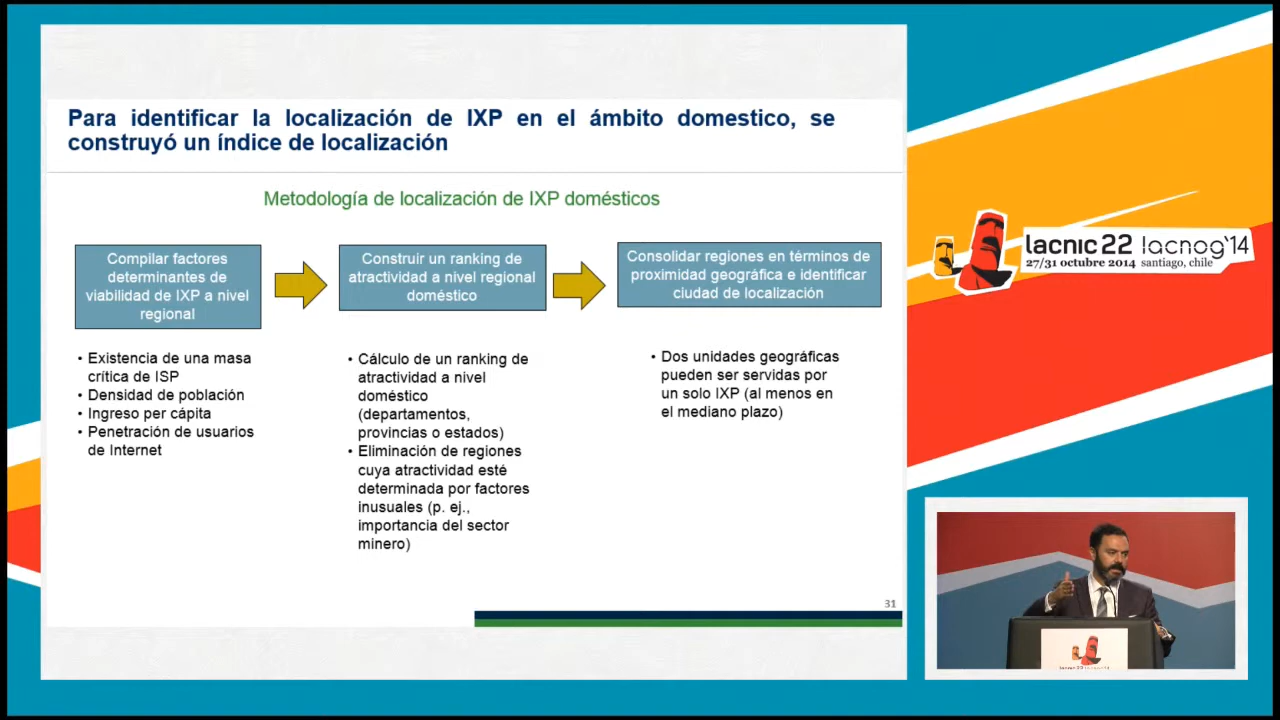 Para identificar la localización de IXP en el ámbito domestico, se
construyó un índice de localización
Metodología de localización de IXP domésticos
Compilar factores
determinantes de
viabilidad de IXP a nivel
regional
Construir un ranking de
atractividad a nivel regional
doméstico
Consolidar regiones en términos de
proximidad geográfica e identificar
ciudad de localización
• Existencia de una masa
crítica de ISP
• Densidad de población
• Ingreso per cápita
• Penetración de usuarios
de Internet
• Cálculo de un ranking de
atractividad a nivel
doméstico
(departamentos,
provincias o estados)
• Eliminación de regiones
cuya atractividad esté
determinada por factores
inusuales (p. ej.,
importancia del sector
minero)
• Dos unidades geográficas
pueden ser servidas por
un solo IXP (al menos en
el mediano plazo)
31
lacnic 22 lacnog'14
27/31 octubre 2014 santiago, chile
lacnic 22 lacnog'14